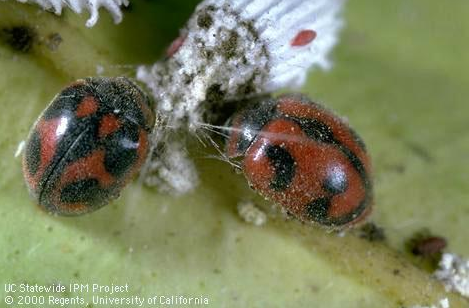 UC Statewide IPM Project
© 2000 Regents, University of California